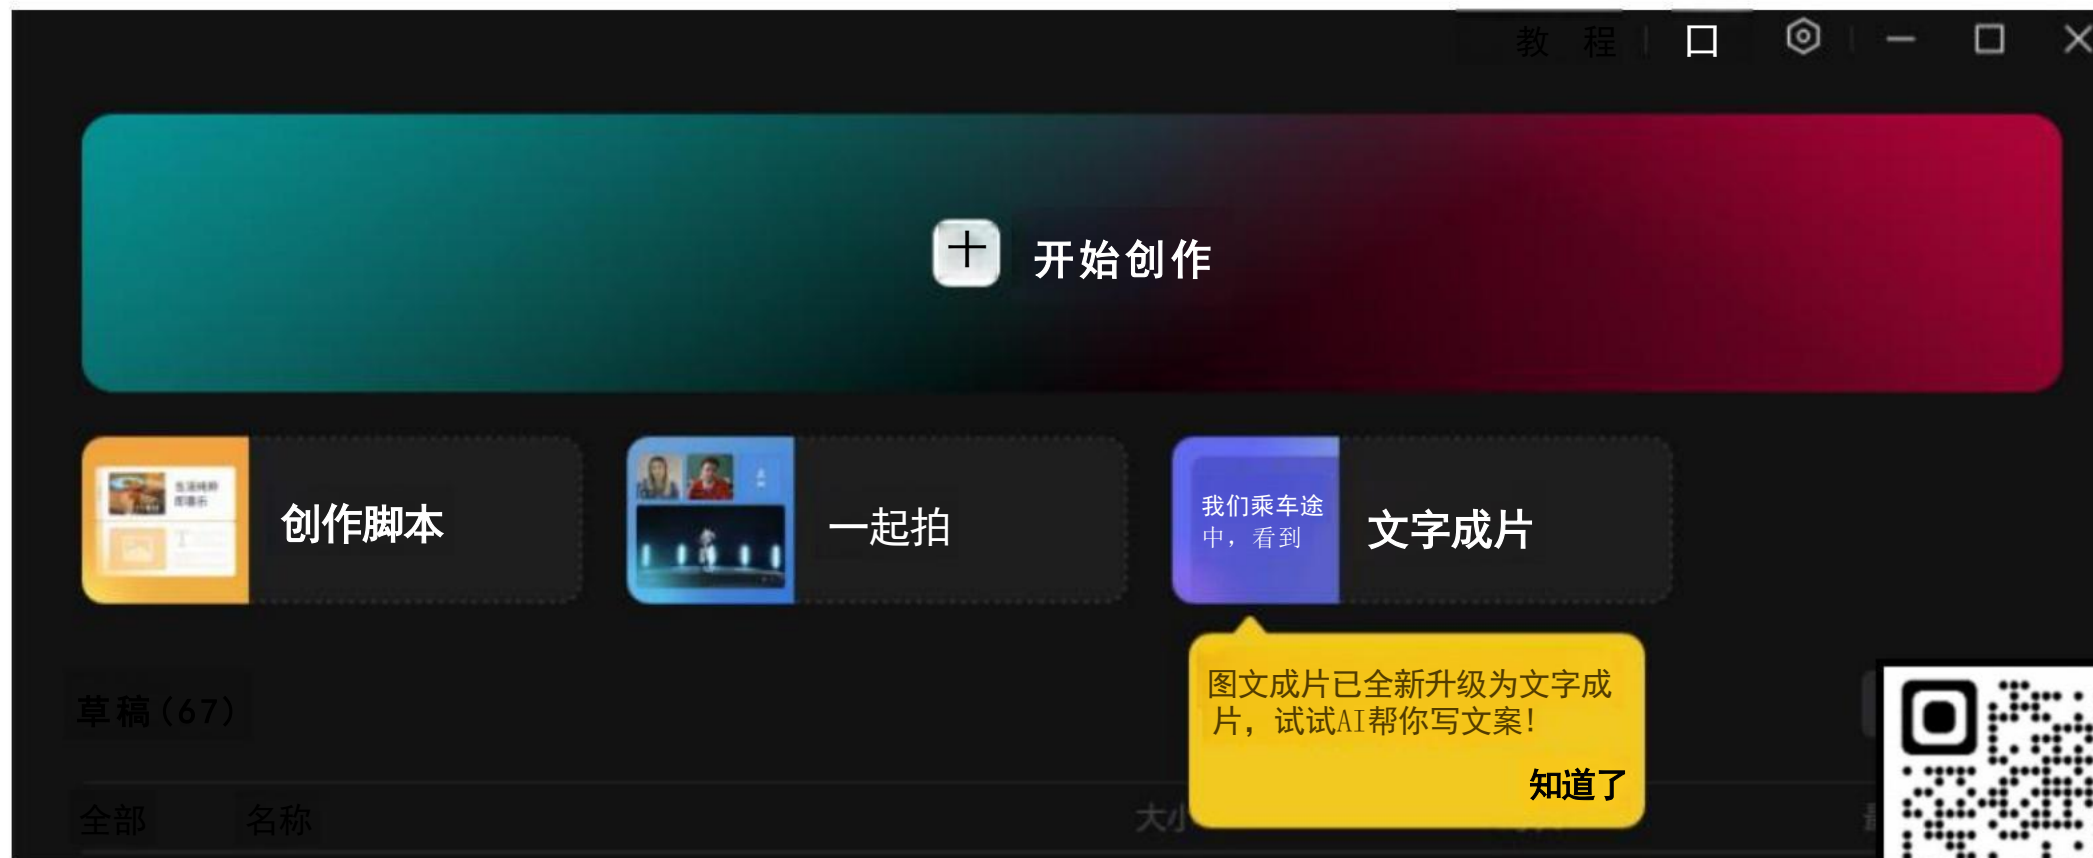 教 程
开始创作
创作脚本
一起拍
我们乘车途
中，看到
文字成片
图文成片已全新升级为文字成
片，试试AI帮你写文案！
知道了
草稿(67)
全部 名称 大小